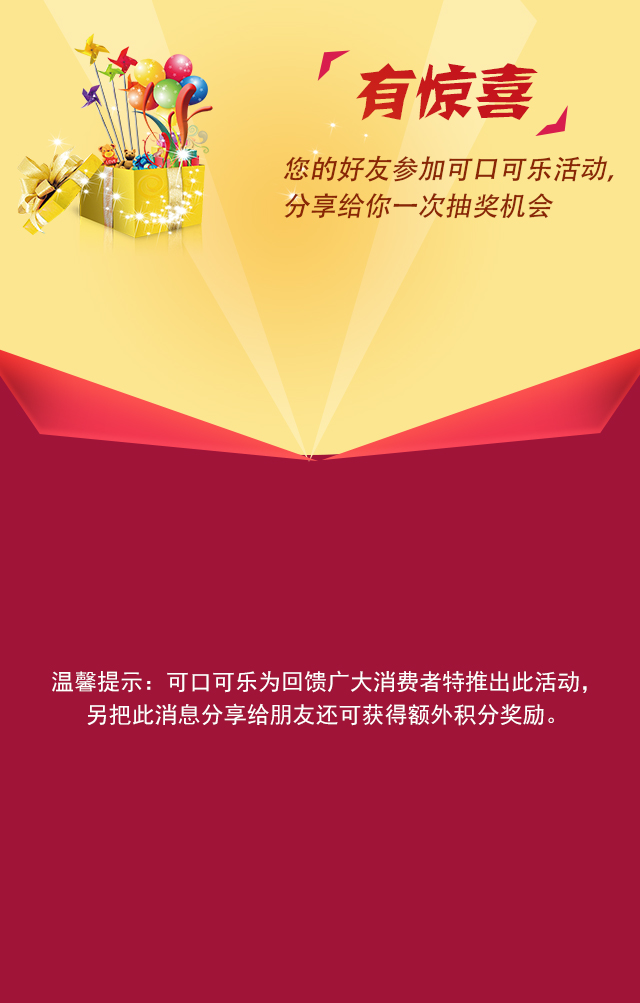 有惊喜
您的好友参加可口可乐活动,
分享给你一次抽奖机会
温馨提示：可口可乐为回馈广大消费者特推出此活动，
另把此消息分享给朋友还可获得额外积分奖励。